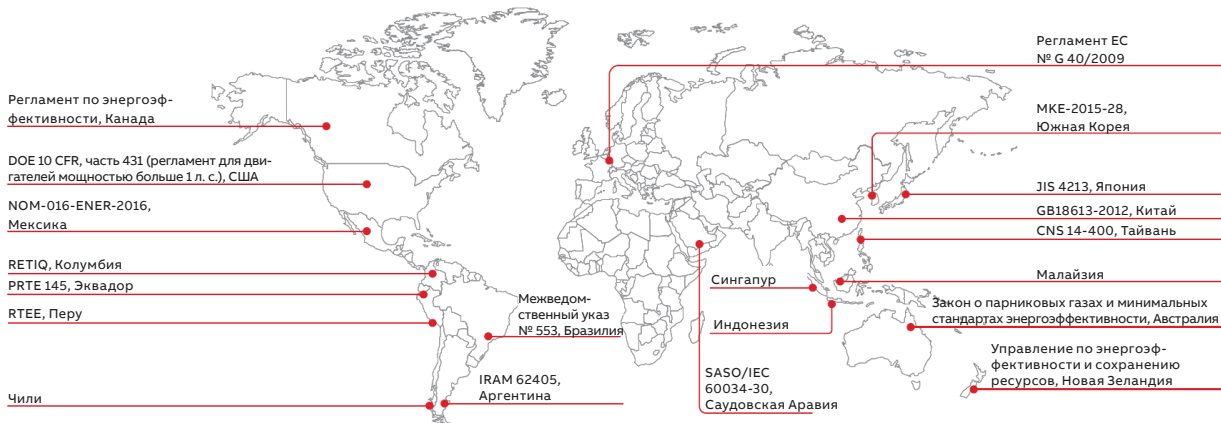 Регламент ЕС
№ G 40/2009
Регламент по энергоэф-
фективности, Канада
MKE-2015-28,
Южная Корея
DOE 10 CFR, часть 431 (регламент для дви-
гателей мощностью больше 1 л. с.), США
JIS 4213, Япония
NOM-016-ENER-2016,
Мексика
GB18613-2012, Китай
CNS 14-400, Тайвань
RETIQ, Колумбия
PRTE 145, Эквадор
RTEE, Перу
Межведом-
ственный указ
№ 553, Бразилия
Сингапур
Индонезия
Малайзия
Закон о парниковых газах и минимальных
стандартах энергоэффективности, Австралия
Управление по энергоэф-
фективности и сохранению
ресурсов, Новая Зеландия
SASO/IEC
60034-30,
Саудовская Аравия
IRAM 62405,
Аргентина
Чили